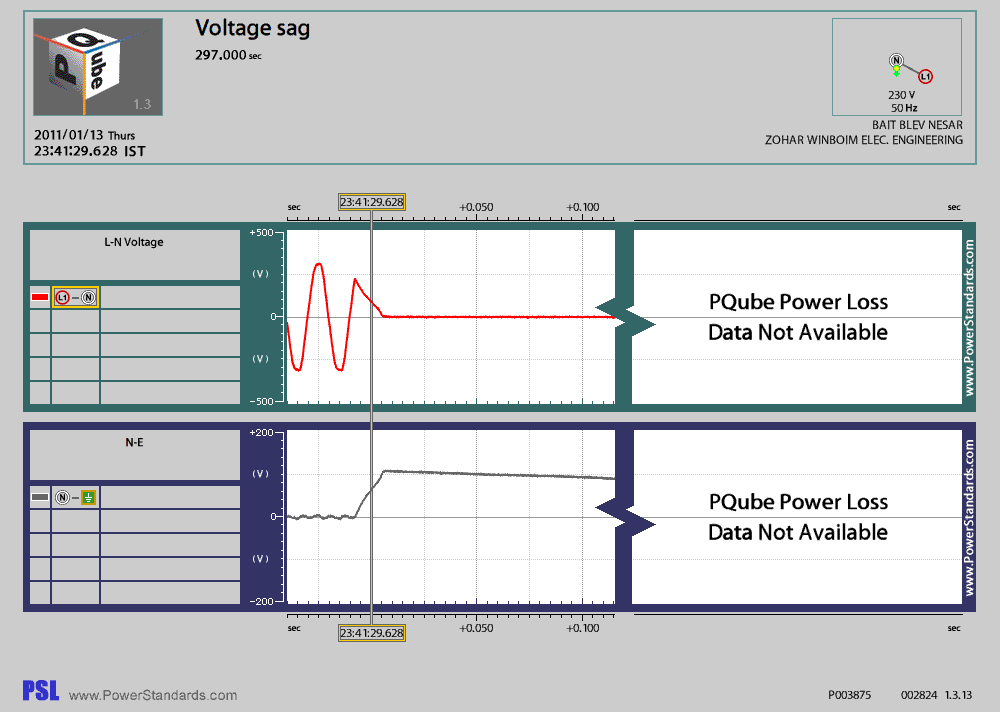 Voltage sag
297.000 sec
PQube
1.3
2011/01/13 Thurs
23:41:29.628 IST
N
L1
230 V
50 Hz
BAIT BLEV NESAR
ZOHAR WINBOIM ELEC. ENGINEERING
sec
23:41:29.628
+0.050
+0.100
sec
L-N Voltage
L1 – N
+500
(V)
0
(V)
−500
PQube Power Loss
Data Not Available
www.PowerStandards.com
N-E
N –
+200
(V)
0
(V)
−200
PQube Power Loss
Data Not Available
www.PowerStandards.com
sec
23:41:29.628
+0.050
+0.100
sec
PSL www.PowerStandards.com
P003875 002824 1.3.13